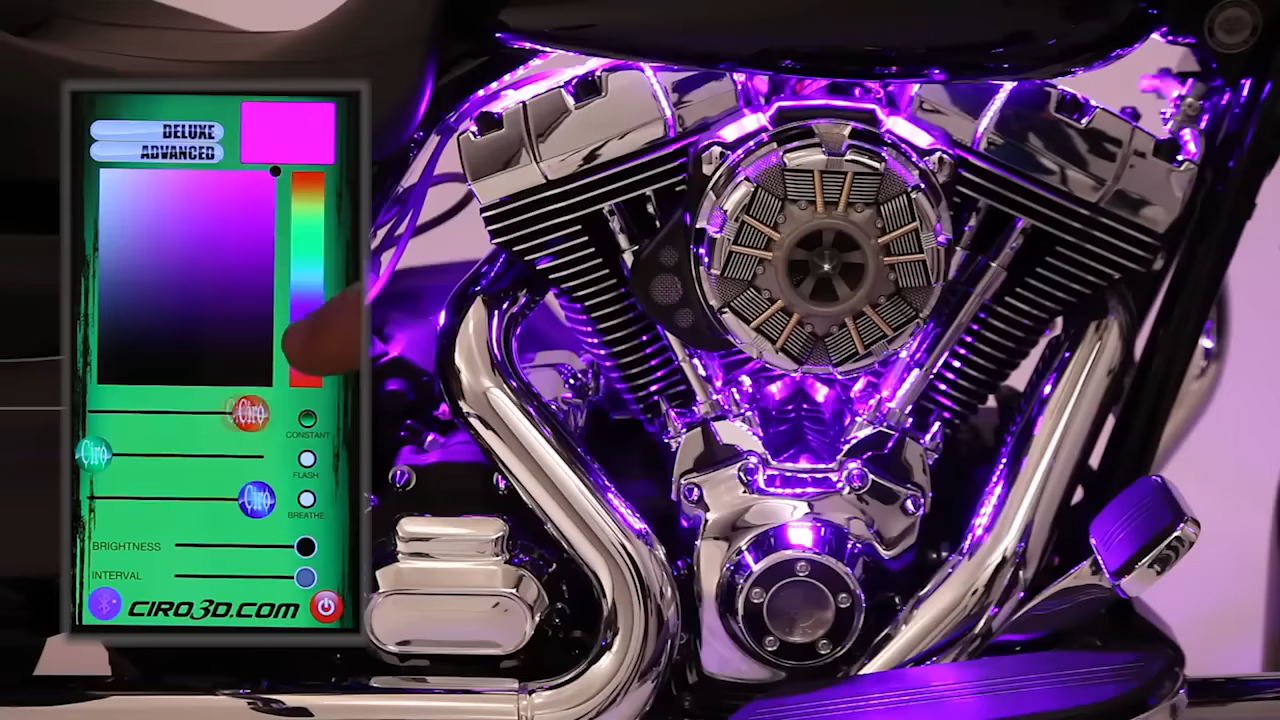 DELUXE
ADVANCED
Ciro
Ciro
Ciro
CONSTANT
FLASH
BREATHE
BRIGHTNESS
INTERVAL
CIRO3D.COM